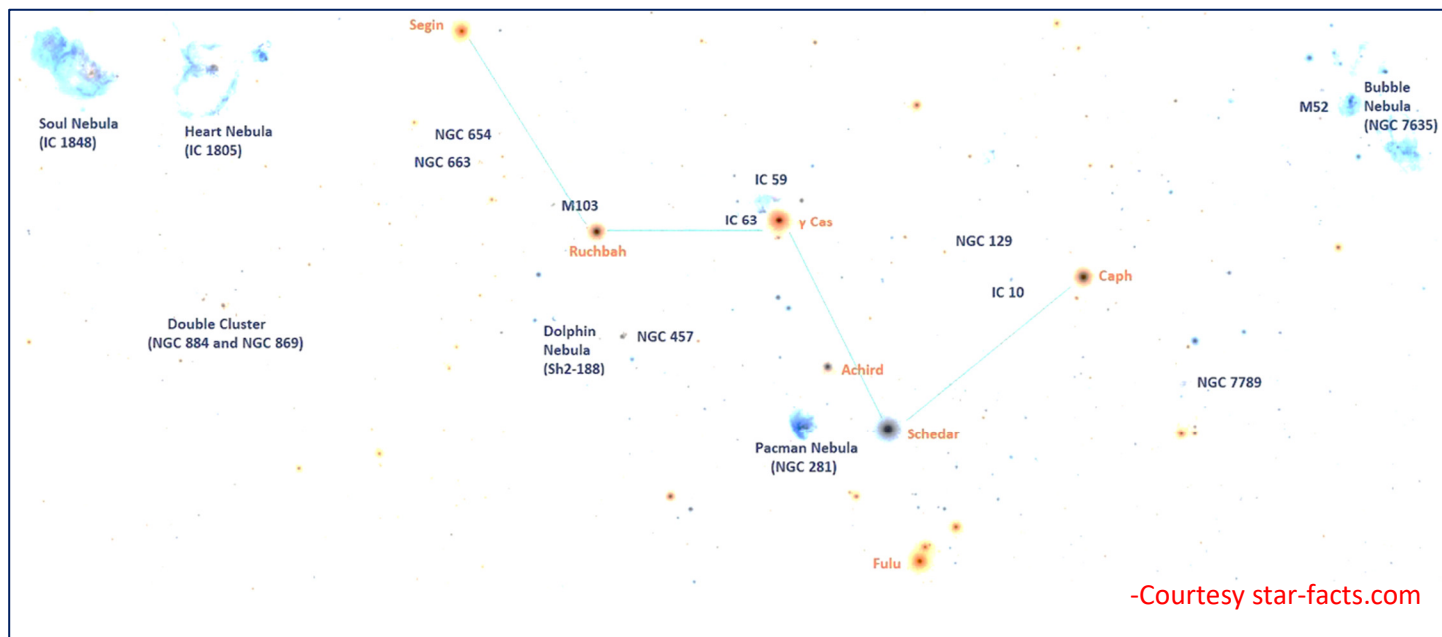 Segin
Soul Nebula
(IC 1848)
Heart Nebula
(IC 1805)
NGC 654
NGC 663
M103
Ruchbah
IC 59
IC 63
γ Cas
NGC 129
IC 10
Caph
M52
Bubble
Nebula
(NGC 7635)
Double Cluster
(NGC 884 and NGC 869)
Dolphin
Nebula
(Sh2-188)
NGC 457
Achird
NGC 7789
Pacman Nebula
(NGC 281)
Schedar
Fulu
-Courtesy star-facts.com